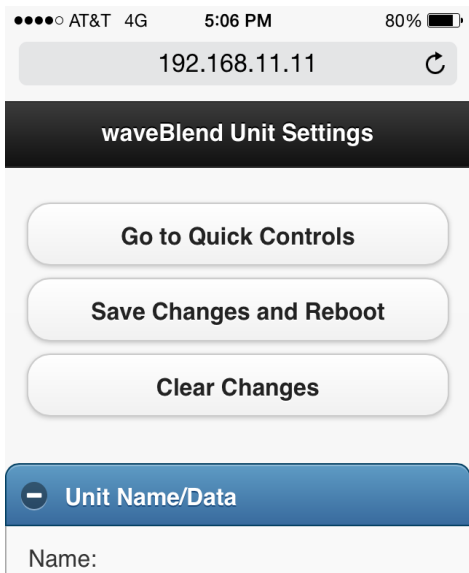 AT&T 4G 5:06 PM 80%
192.168.11.11
waveBlend Unit Settings
Go to Quick Controls
Save Changes and Reboot
Clear Changes
Unit Name/Data
Name: